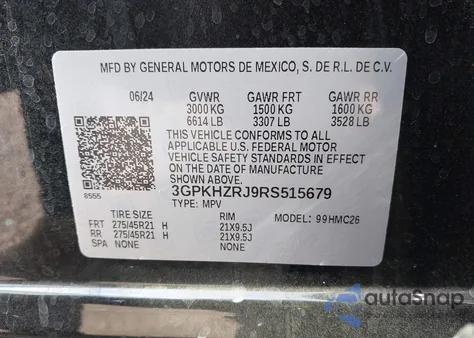 MFD BY GENERAL MOTORS DE MEXICO, S. DE R.L. DE C.V.
06/24 GVWR GAWR FRT GAWR RR
3000 KG 1500 KG 1600 KG
6614 LB 3307 LB 3528 LB
THIS VEHICLE CONFORMS TO ALL
APPLICABLE U.S. FEDERAL MOTOR
VEHICLE SAFETY STANDARDS IN EFFECT ON
THE DATE OF MANUFACTURE SHOWN ABOVE.
3GPKHZRJ9RS515679
8555 TYPE: MPV
TIRE SIZE RIM MODEL: 99HMC26
FRT 275/45R21 H 21X9.5J
RR 275/45R21 H 21X9.5J
SPA NONE NONE
autoSnap